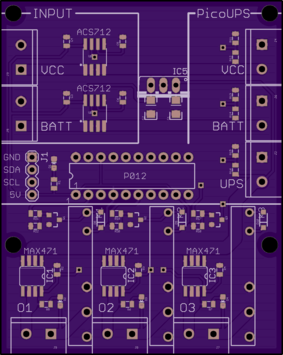 INPUT
PicoUPS
ACS712
IC5
VCC
VCC
ACS712
BATT
BATT
GND
SDA
SCL
5V
J1
P012
UPS
1
MAX471
MAX471
MAX471
IC1
IC2
IC3
O1
O2
O3